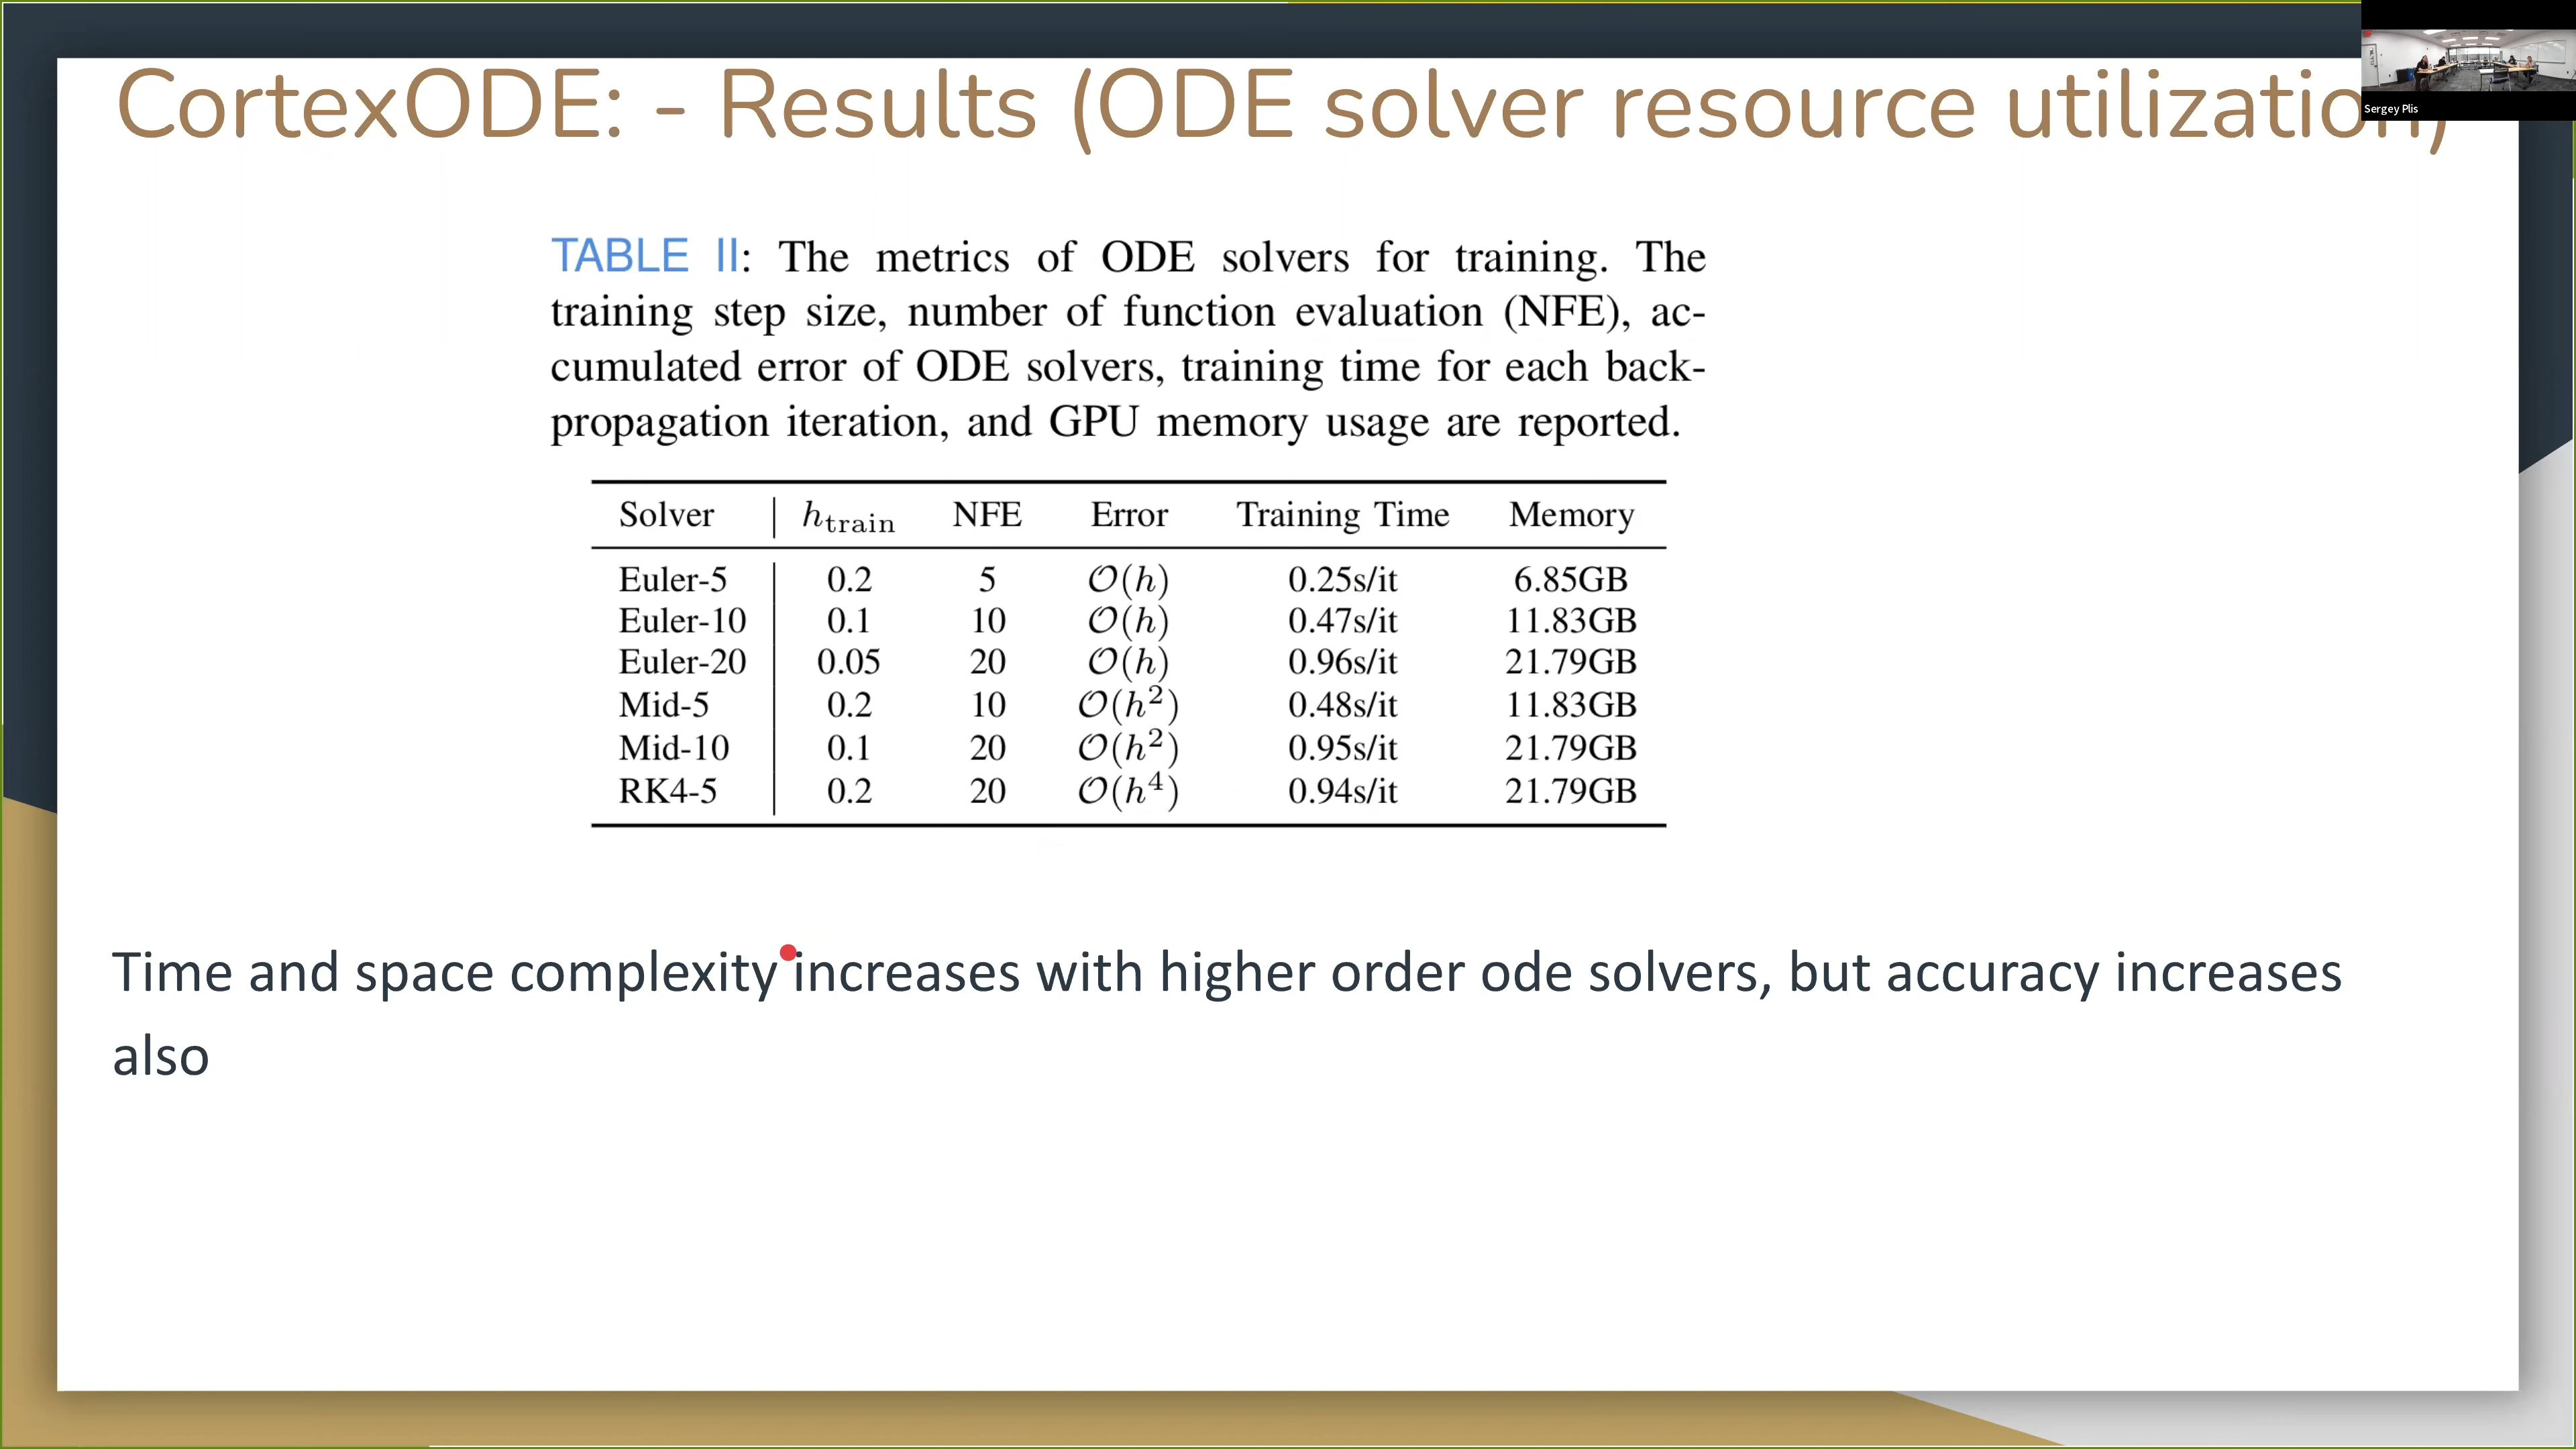 CortexODE: - Results (ODE solver resource utilization)
Sergey Plis
TABLE II: The metrics of ODE solvers for training. The
training step size, number of function evaluation (NFE), ac-
cumulated error of ODE solvers, training time for each back-
propagation iteration, and GPU memory usage are reported.
Solver h_train NFE Error Training Time Memory
Euler-5 0.2 5 O(h) 0.25s/it 6.85GB
Euler-10 0.1 10 O(h) 0.47s/it 11.83GB
Euler-20 0.05 20 O(h) 0.96s/it 21.79GB
Mid-5 0.2 10 O(h²) 0.48s/it 11.83GB
Mid-10 0.1 20 O(h²) 0.95s/it 21.79GB
RK4-5 0.2 20 O(h⁴) 0.94s/it 21.79GB
Time and space complexity increases with higher order ode solvers, but accuracy increases
also